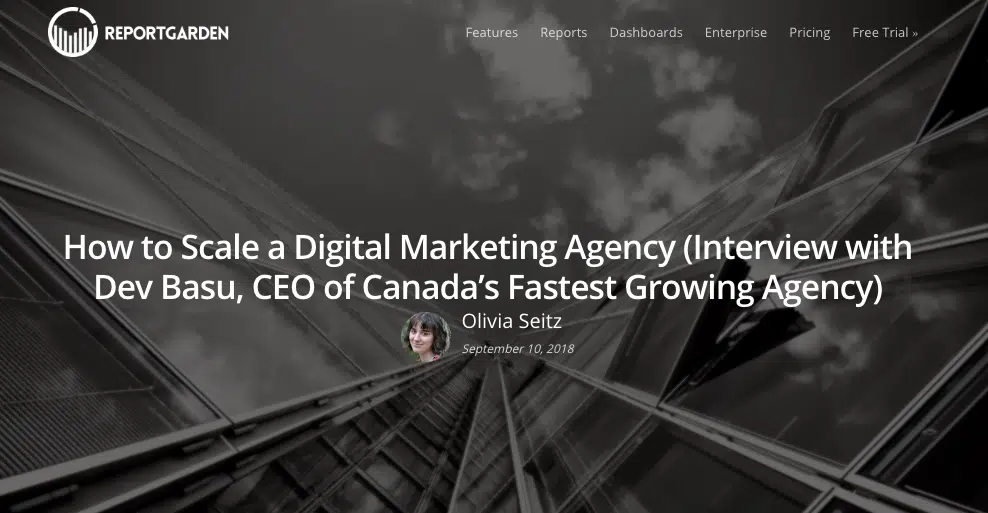 REPORTGARDEN
Features Reports Dashboards Enterprise Pricing Free Trial »
How to Scale a Digital Marketing Agency (Interview with
Dev Basu, CEO of Canada’s Fastest Growing Agency)
Olivia Seitz
September 10, 2018